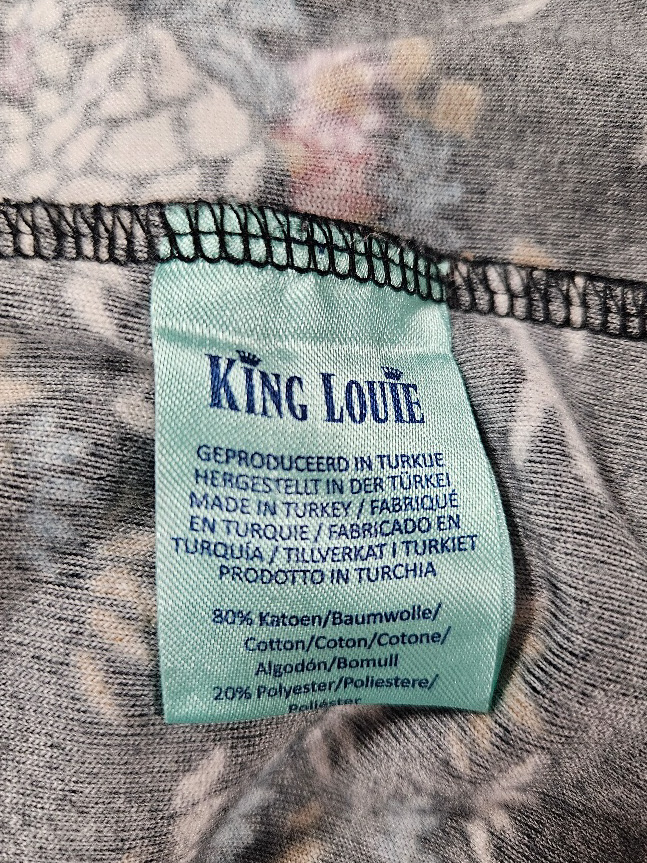 KING LOUIE
GEPRODUCEERD IN TURKIJE
HERGESTELLT IN DER TÜRKEI
MADE IN TURKEY / FABRIQUÉ
EN TURQUIE / FABRICADO EN
TURQUÍA / TILLVERKAT I TURKIET
PRODOTTO IN TURCHIA
80% Katoen/Baumwolle/
Cotton/Coton/Cotone/
Algodón/Bomull
20% Polyester/Poliestere/
Poliéster